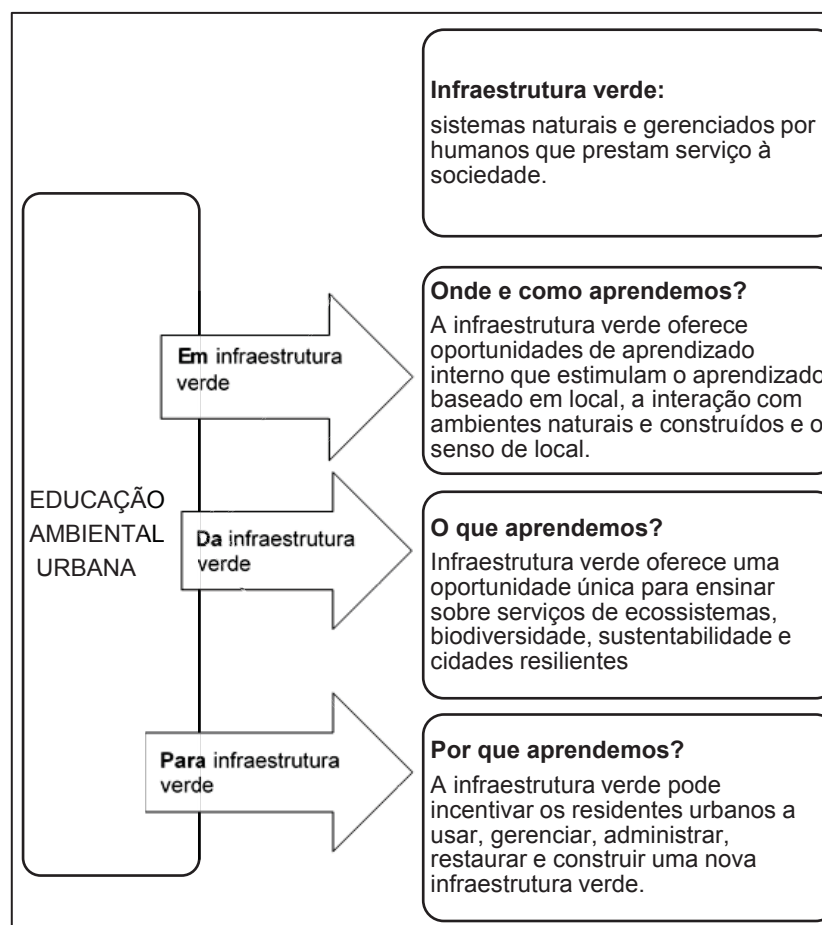 Infraestrutura verde:
sistemas naturais e gerenciados por
humanos que prestam serviço à
sociedade.
EDUCAÇÃO
AMBIENTAL
URBANA
Em infraestrutura
verde
Onde e como aprendemos?
A infraestrutura verde oferece
oportunidades de aprendizado
interno que estimulam o aprendizado
baseado em local, a interação com
ambientes naturais e construídos e o
senso de local.
Da infraestrutura
verde
O que aprendemos?
Infraestrutura verde oferece uma
oportunidade única para ensinar
sobre serviços de ecossistemas,
biodiversidade, sustentabilidade e
cidades resilientes
Para infraestrutura
verde
Por que aprendemos?
A infraestrutura verde pode
incentivar os residentes urbanos a
usar, gerenciar, administrar,
restaurar e construir uma nova
infraestrutura verde.